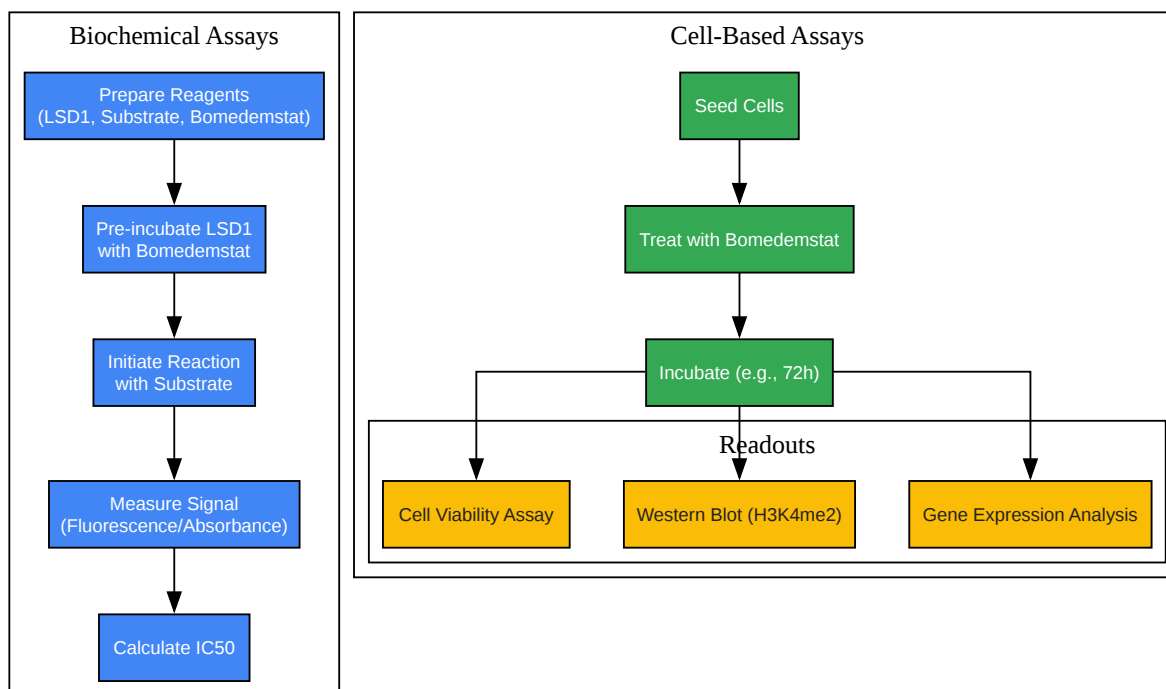 Biochemical Assays
Prepare Reagents
(LSD1, Substrate, Bomedemstat)
Pre-incubate LSD1
with Bomedemstat
Initiate Reaction
with Substrate
Measure Signal
(Fluorescence/Absorbance)
Calculate IC50
Cell-Based Assays
Seed Cells
Treat with Bomedemstat
Incubate (e.g., 72h)
Readouts
Cell Viability Assay
Western Blot (H3K4me2)
Gene Expression Analysis